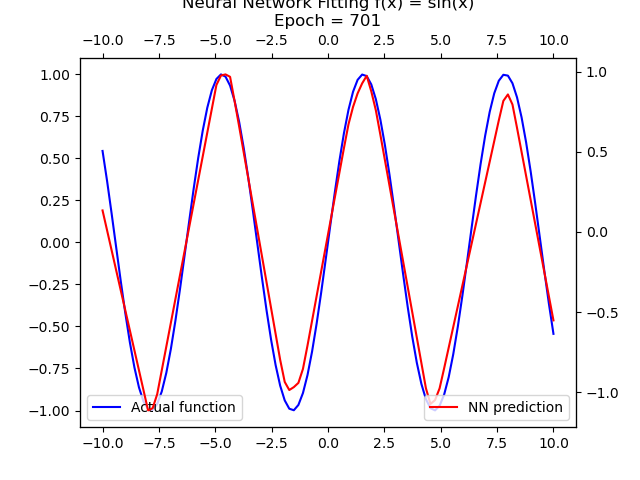 Neural Network Fitting f(x) = sin(x)
Epoch = 701
−10.0 −7.5 −5.0 −2.5 0.0 2.5 5.0 7.5 10.0
1.00 1.0
0.75
0.50 0.5
0.25
0.00 0.0
−0.25
−0.50 −0.5
−0.75
−1.00 −1.0
Actual function NN prediction
−10.0 −7.5 −5.0 −2.5 0.0 2.5 5.0 7.5 10.0